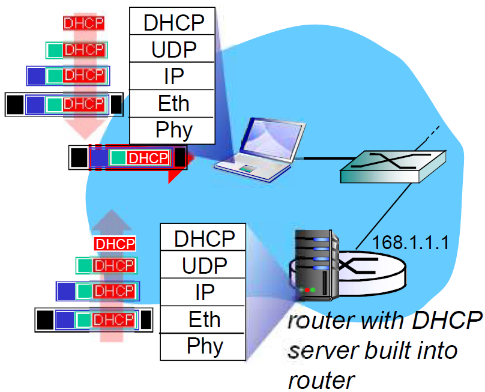 DHCP
DHCP
DHCP
DHCP
DHCP
DHCP
UDP
IP
Eth
Phy
168.1.1.1
DHCP
DHCP
DHCP
DHCP
DHCP
UDP
IP
Eth
Phy
router with DHCP
server built into
router